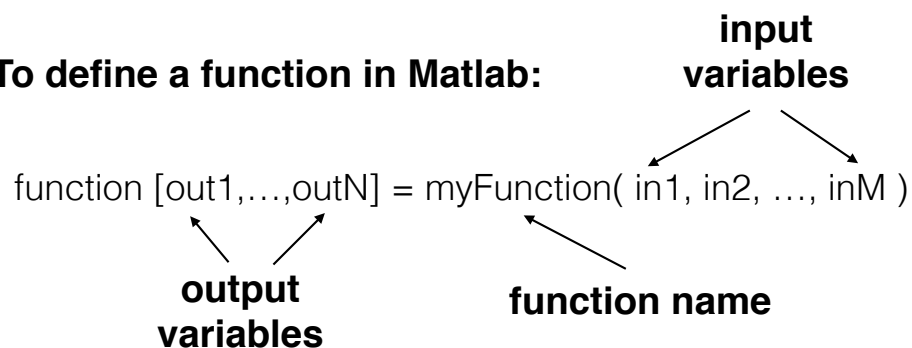 input
To define a function in Matlab:
variables
function [out1,…,outN] = myFunction( in1, in2, …, inM )
output
variables
function name